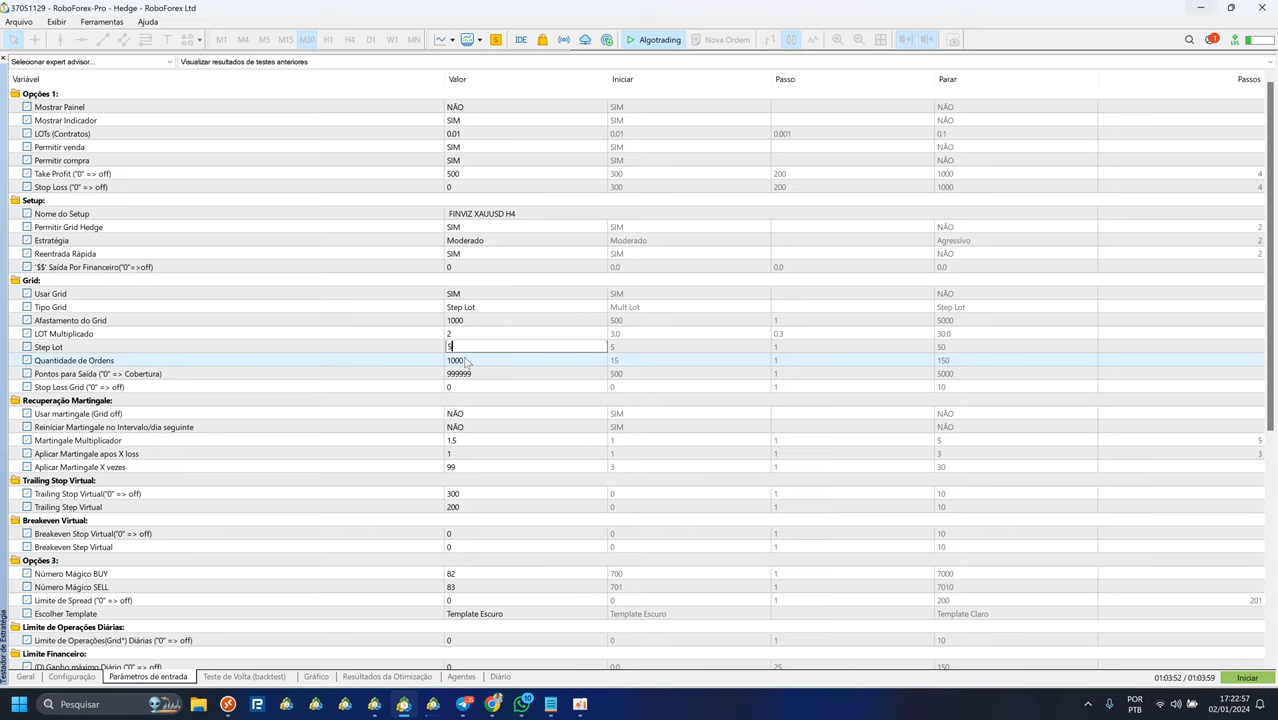 37051129 - RoboForex-Pro - Hedge - RoboForex Ltd
Arquivo Exibir Ferramentas Ajuda
M1 M5 M15 M30 H1 H4 D1 W1 MN IDE Algotrading Nova Ordem
Selecionar expert advisor... Visualizar resultados de testes anteriores
Variável Valor Iniciar Passo Parar Passos
Opções 1:
Mostrar Painel NÃO SIM NÃO
Mostrar Indicador SIM SIM NÃO
LOTs (Contratos) 0.01 0.01 0.001 0.1
Permitir venda SIM SIM NÃO
Permitir compra SIM SIM NÃO
Take Profit ("0" => off) 500 300 200 1000 4
Stop Loss ("0" => off) 0 300 200 1000 4
Setup:
Nome do Setup FINVIZ XAUUSD H4
Permitir Grid Hedge SIM SIM NÃO 2
Estratégia Moderado Moderado Agressivo 2
Reentrada Rápida SIM SIM NÃO 2
'$$' Saída Por Financeiro("0"=>off) 0 0.0 0.0 0.0
Grid:
Usar Grid SIM SIM NÃO
Tipo Grid Step Lot Mult Lot Step Lot
Afastamento do Grid 1000 500 1 5000
LOT Multiplicado 2 3.0 0.3 30.0
Step Lot 5 5 1 50
Quantidade de Ordens 1000 15 1 150
Pontos para Saída ("0" => Cobertura) 999999 500 1 5000
Stop Loss Grid ("0" => off) 0 0 1 10
Recuperação Martingale:
Usar martingale (Grid off) NÃO SIM NÃO
Reiniciar Martingale no Intervalo/dia seguinte NÃO SIM NÃO
Martingale Multiplicador 1.5 1 1 5 5
Aplicar Martingale apos X loss 1 1 1 3 3
Aplicar Martingale X vezes 99 3 1 30
Trailing Stop Virtual:
Trailing Stop Virtual("0" => off) 300 0 1 10
Trailing Step Virtual 200 0 1 10
Breakeven Virtual:
Breakeven Stop Virtual("0" => off) 0 0 1 10
Breakeven Step Virtual 0 0 1 10
Opções 3:
Número Mágico BUY 82 700 1 7000
Número Mágico SELL 83 701 1 7010
Limite de Spread ("0" => off) 0 0 1 200 201
Escolher Template Template Escuro Template Escuro Template Claro
Limite de Operações Diárias:
Limite de Operações(Grid*) Diárias ("0" => off) 0 0 1 10
Limite Financeiro:
(D) Ganho máximo Diário ("0" => off) 0 0.0 25 150
Testador de Estratégia
Geral Configuração Parâmetros de entrada Teste de Volta (backtest) Gráfico Resultados da Otimização Agentes Diário 01:03:52 / 01:03:59 Iniciar
Pesquisar POR PTB 17:22:57 02/01/2024